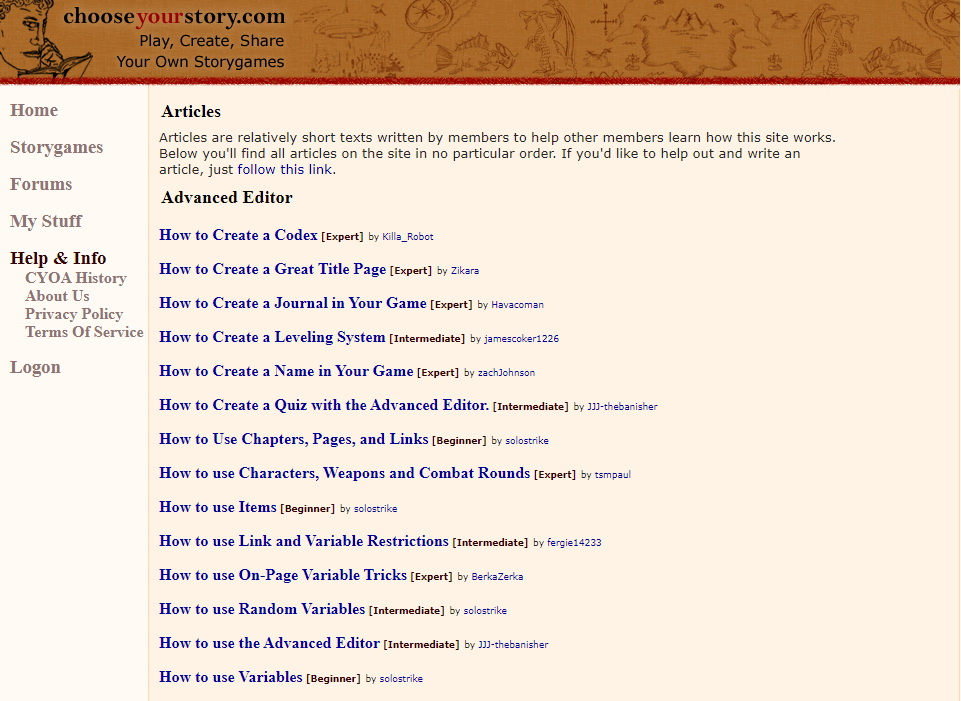 chooseyourstory.com
Play, Create, Share
Your Own Storygames
Home
Storygames
Forums
My Stuff
Help & Info
CYOA History
About Us
Privacy Policy
Terms Of Service
Logon
Articles
Articles are relatively short texts written by members to help other members learn how this site works.
Below you'll find all articles on the site in no particular order. If you'd like to help out and write an
article, just follow this link.
Advanced Editor
How to Create a Codex [Expert] by Killa_Robot
How to Create a Great Title Page [Expert] by Zikara
How to Create a Journal in Your Game [Expert] by Havacoman
How to Create a Leveling System [Intermediate] by jamescoker1226
How to Create a Name in Your Game [Expert] by zachJohnson
How to Create a Quiz with the Advanced Editor. [Intermediate] by JJJ-thebanisher
How to Use Chapters, Pages, and Links [Beginner] by solostrike
How to use Characters, Weapons and Combat Rounds [Expert] by tsmpaul
How to use Items [Beginner] by solostrike
How to use Link and Variable Restrictions [Intermediate] by fergie14233
How to use On-Page Variable Tricks [Expert] by BerkaZerka
How to use Random Variables [Intermediate] by solostrike
How to use the Advanced Editor [Intermediate] by JJJ-thebanisher
How to use Variables [Beginner] by solostrike